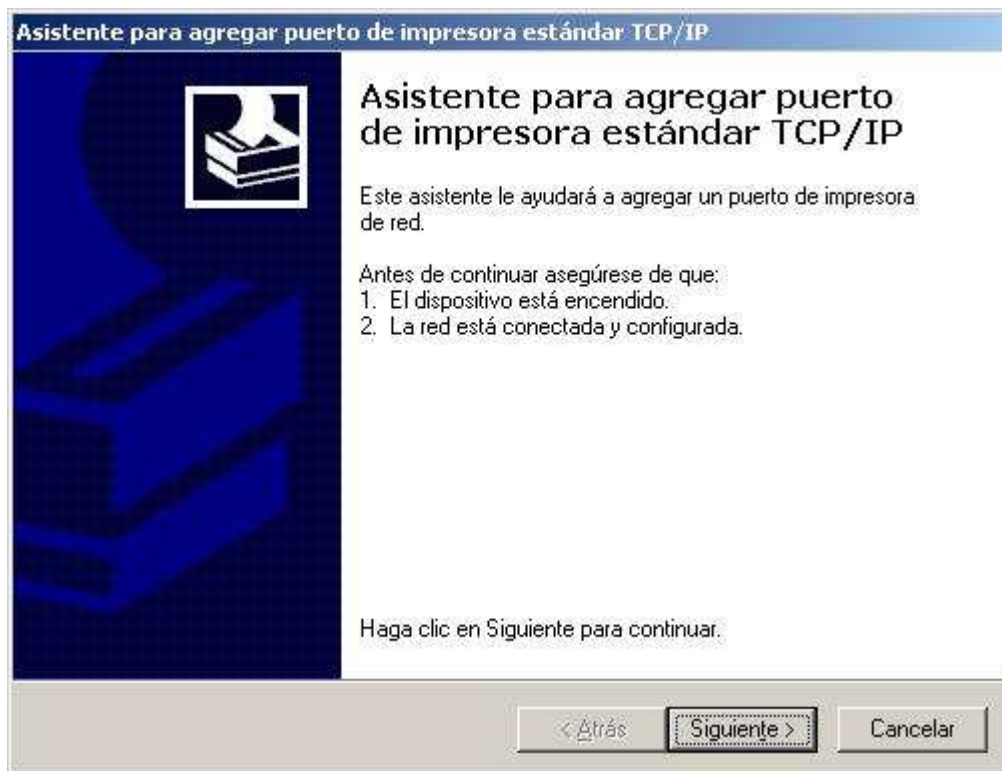 Asistente para agregar puerto de impresora estándar TCP/IP
Asistente para agregar puerto
de impresora estándar TCP/IP
Este asistente le ayudará a agregar un puerto de impresora
de red.
Antes de continuar asegúrese de que:
1. El dispositivo está encendido.
2. La red está conectada y configurada.
Haga clic en Siguiente para continuar.
< Atrás
Siguiente >
Cancelar